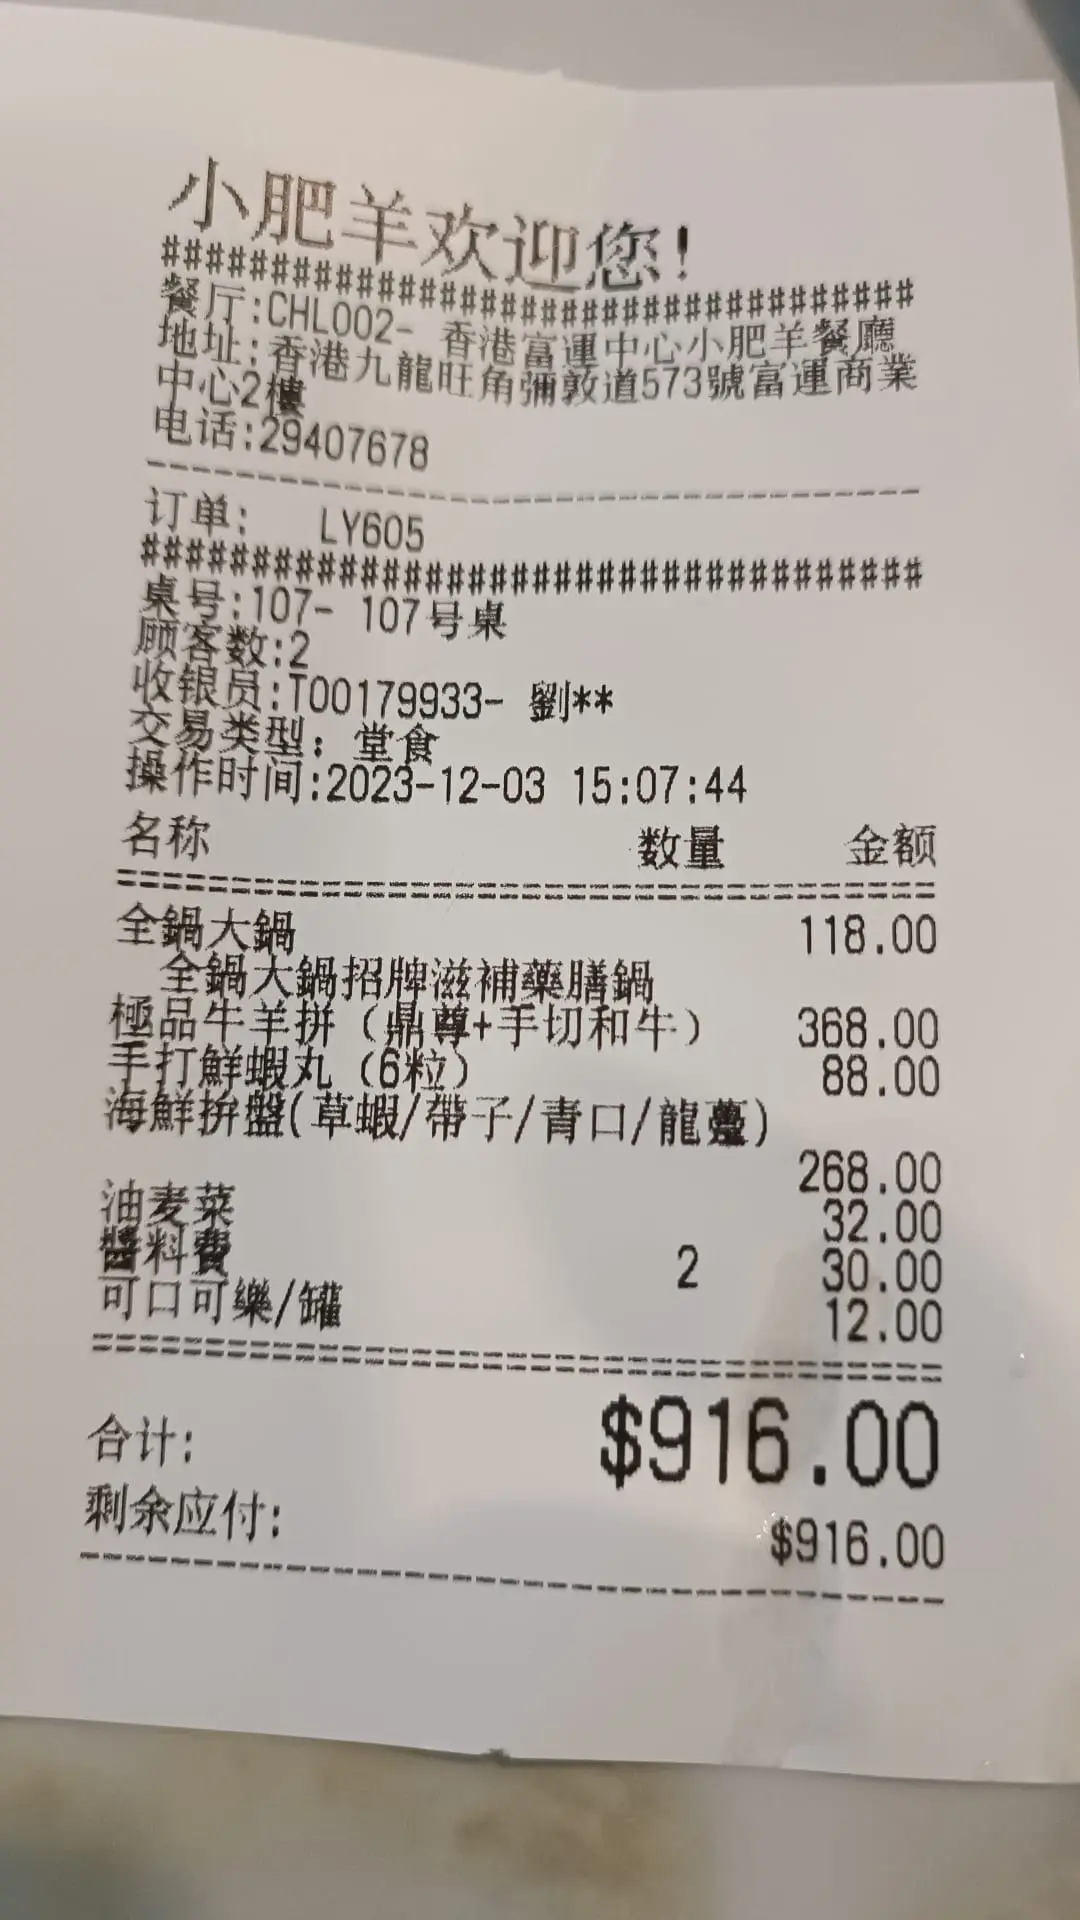 小肥羊欢迎您!
###################################
餐厅:CHL002- 香港富運中心小肥羊餐廳
地址:香港九龍旺角彌敦道573號富運商業
中心2樓
电话:29407678
订单: LY605
####################################
桌号:107- 107号桌
顾客数:2
收银员:T00179933- 劉**
交易类型: 堂食
操作时间:2023-12-03 15:07:44
名称 数量 金额
全鍋大鍋 118.00
全鍋大鍋招牌滋補藥膳鍋
極品牛羊拼（鼎尊+手切和牛） 368.00
手打鮮蝦丸（6粒） 88.00
海鮮拚盤(草蝦/帶子/青口/龍躉)
268.00
油麦菜 32.00
醬料費 2 30.00
可口可樂/罐 12.00
合计: $916.00
剩余应付: $916.00